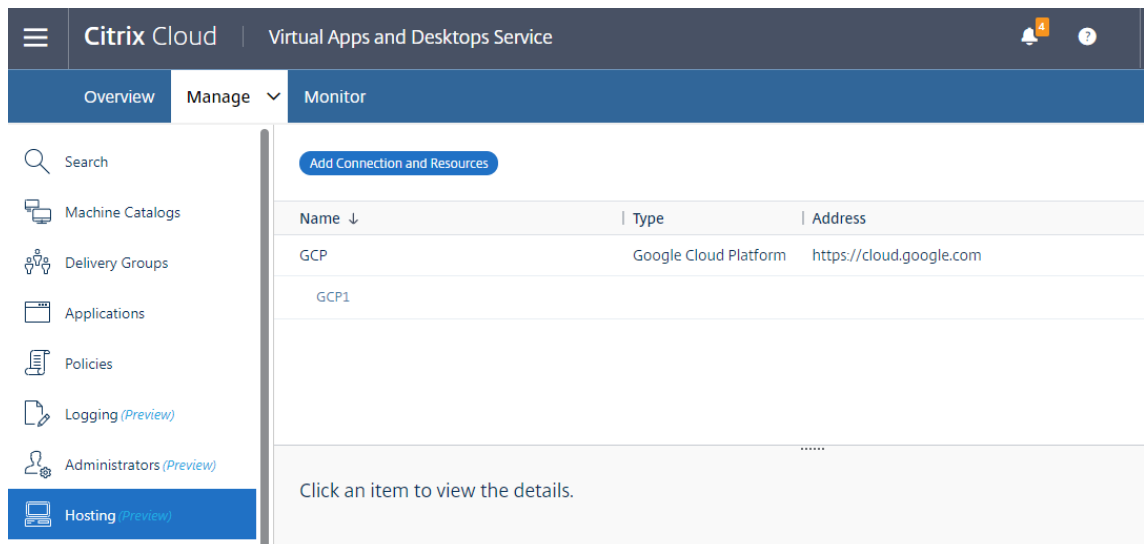 Citrix Cloud | Virtual Apps and Desktops Service 4 ?
Overview Manage Monitor
Search
Machine Catalogs
Delivery Groups
Applications
Policies
Logging (Preview)
Administrators (Preview)
Hosting (Preview)
Add Connection and Resources
Name ↓ | Type | Address
GCP Google Cloud Platform https://cloud.google.com
GCP1
Click an item to view the details.